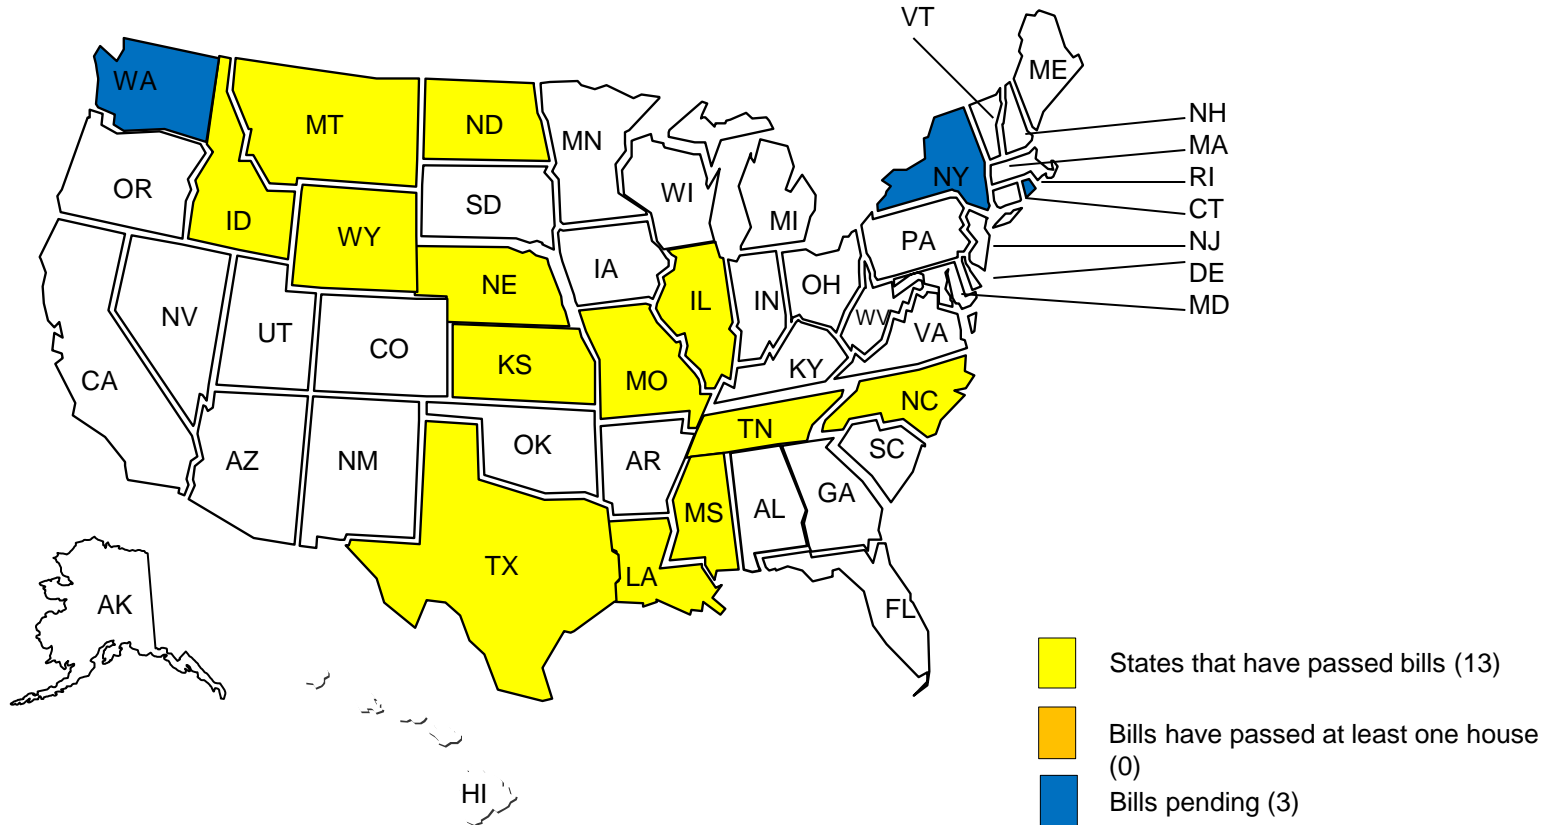 VT
ME
WA
NH
MT
ND
MN
MA
OR
ID
SD
WI
MI
NY
RI
CT
WY
PA
NJ
NE
IA
IL
IN
OH
DE
MD
NV
UT
CO
KS
MO
KY
WV
VA
CA
NC
TN
AZ
NM
OK
AR
SC
MS
AL
GA
TX
LA
AK
FL
HI
States that have passed bills (13)
Bills have passed at least one house
(0)
Bills pending (3)